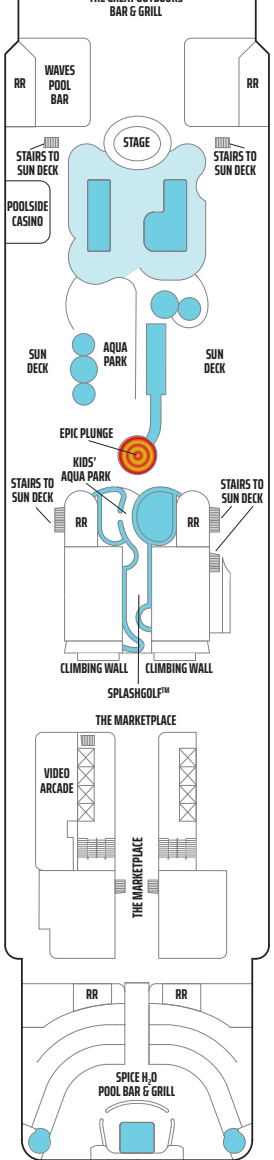 THE GREAT OUTDOORS
BAR & GRILL
RR
WAVES
POOL
BAR
RR
STAGE
STAIRS TO
SUN DECK
STAIRS TO
SUN DECK
POOLSIDE
CASINO
SUN
DECK
AQUA
PARK
SUN
DECK
EPIC PLUNGE
KIDS'
AQUA PARK
STAIRS TO
SUN DECK
STAIRS TO
SUN DECK
RR
RR
CLIMBING WALL
CLIMBING WALL
SPLASHGOLF™
THE MARKETPLACE
VIDEO
ARCADE
THE MARKETPLACE
RR
RR
SPICE H₂O
POOL BAR & GRILL